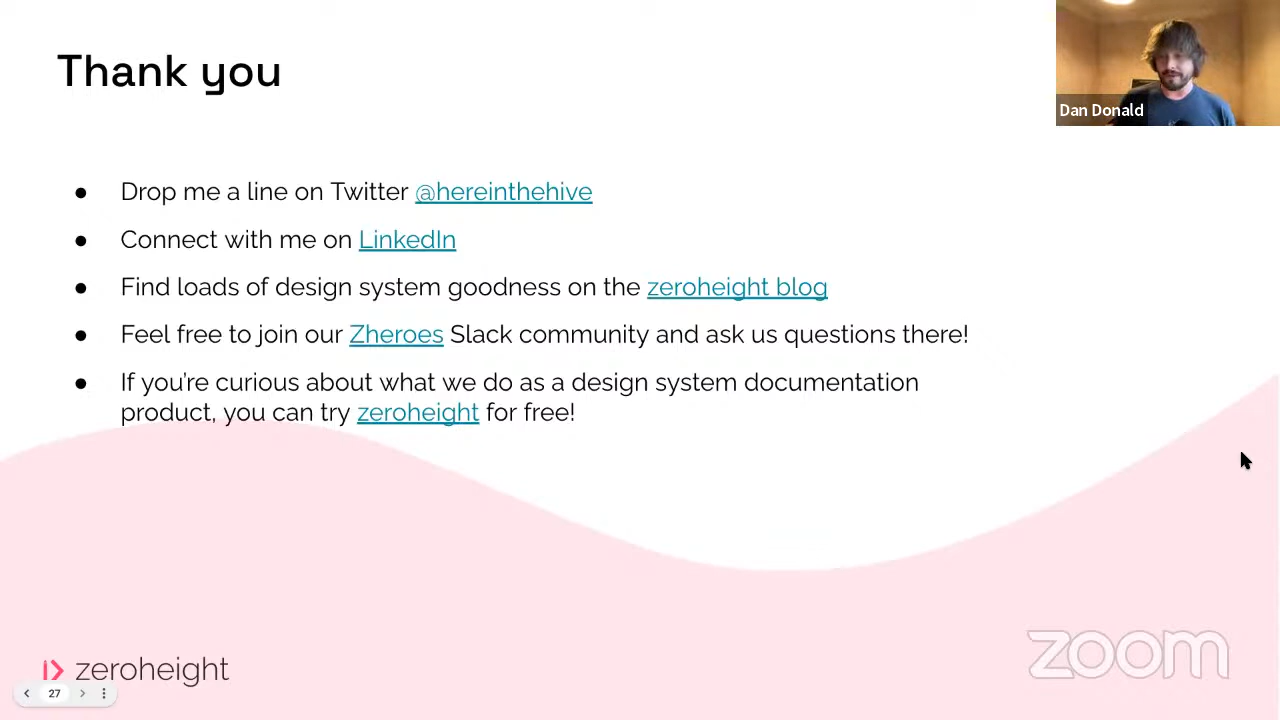 Thank you
Dan Donald
● Drop me a line on Twitter @hereinthehive
● Connect with me on LinkedIn
● Find loads of design system goodness on the zeroheight blog
● Feel free to join our Zheroes Slack community and ask us questions there!
● If you’re curious about what we do as a design system documentation
product, you can try zeroheight for free!
zeroheight
27
zoom